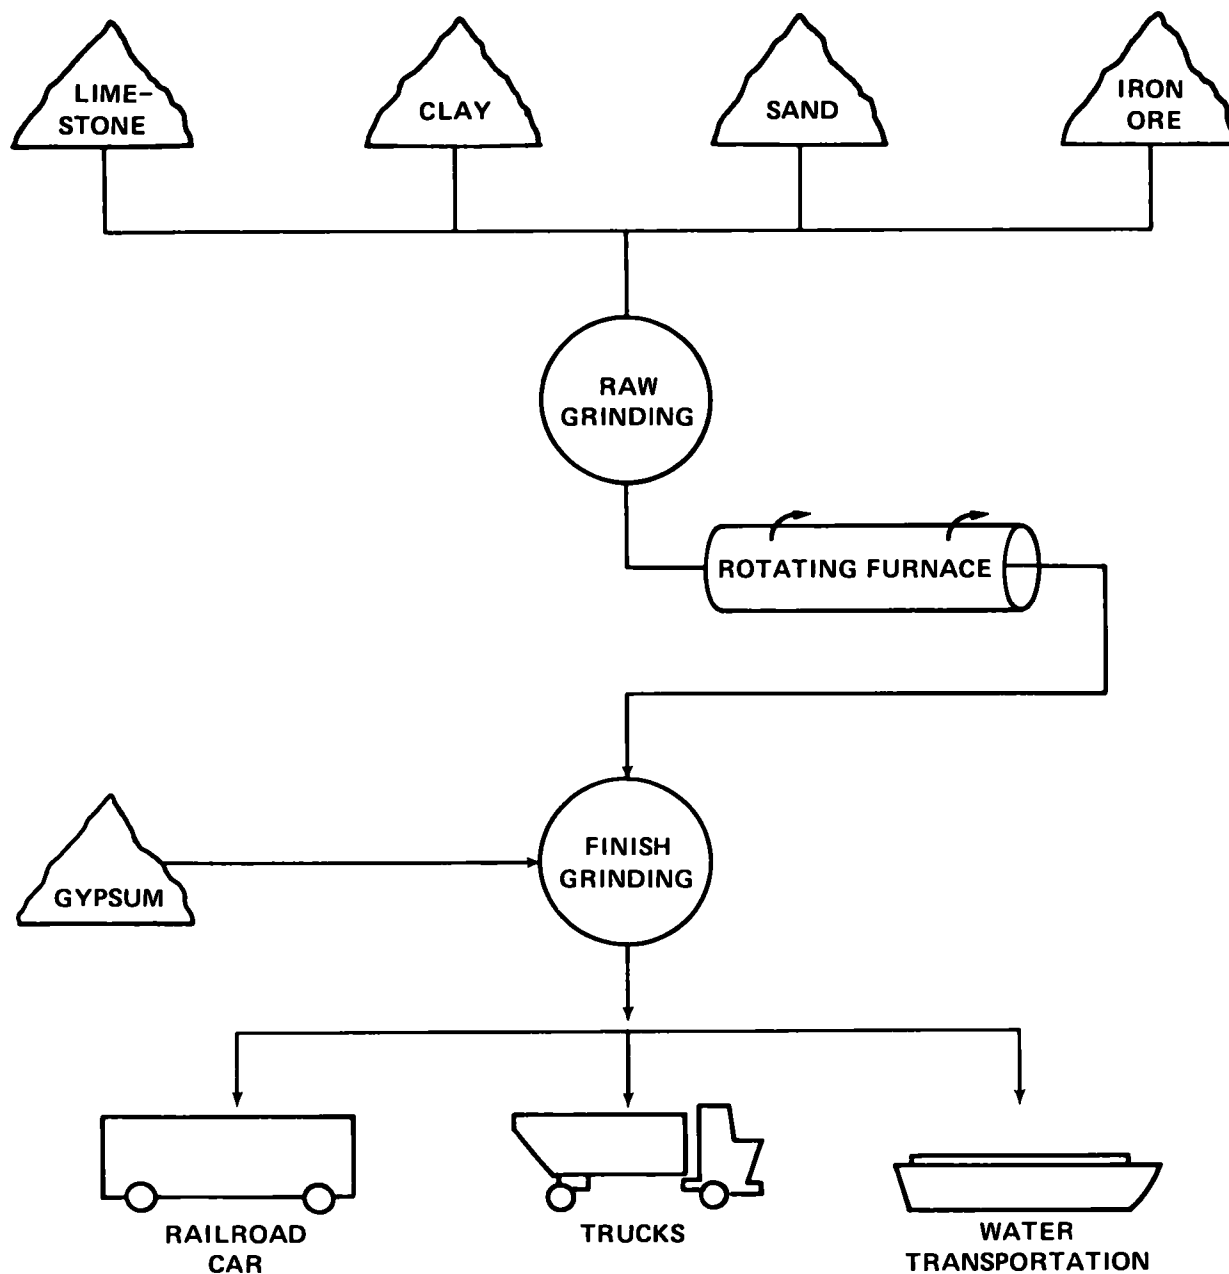 LIME-
STONE
CLAY
SAND
IRON
ORE
RAW
GRINDING
ROTATING FURNACE
FINISH
GRINDING
GYPSUM
RAILROAD
CAR
TRUCKS
WATER
TRANSPORTATION